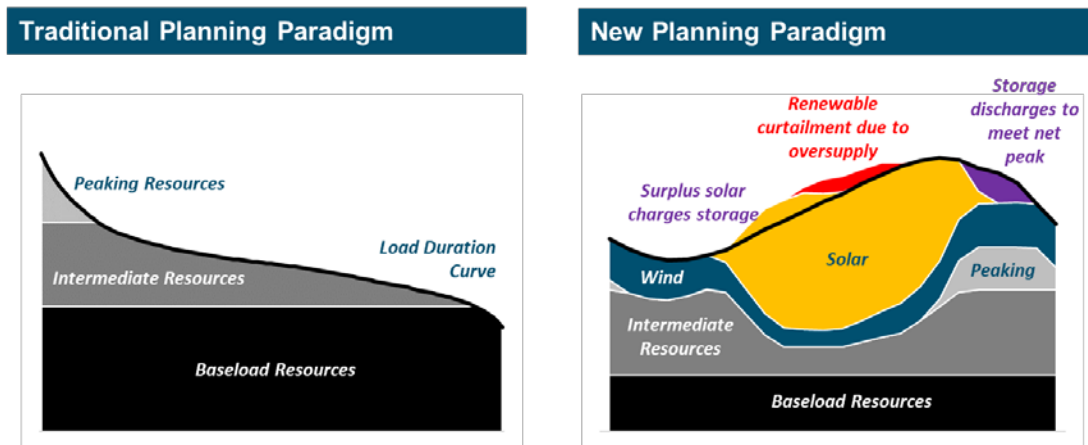 Traditional Planning Paradigm
Peaking Resources
Load Duration
Curve
Intermediate Resources
Baseload Resources
New Planning Paradigm
Storage
discharges to
meet net
peak
Renewable
curtailment due to
oversupply
Surplus solar
charges storage
Wind
Solar
Peaking
Intermediate
Resources
Baseload Resources